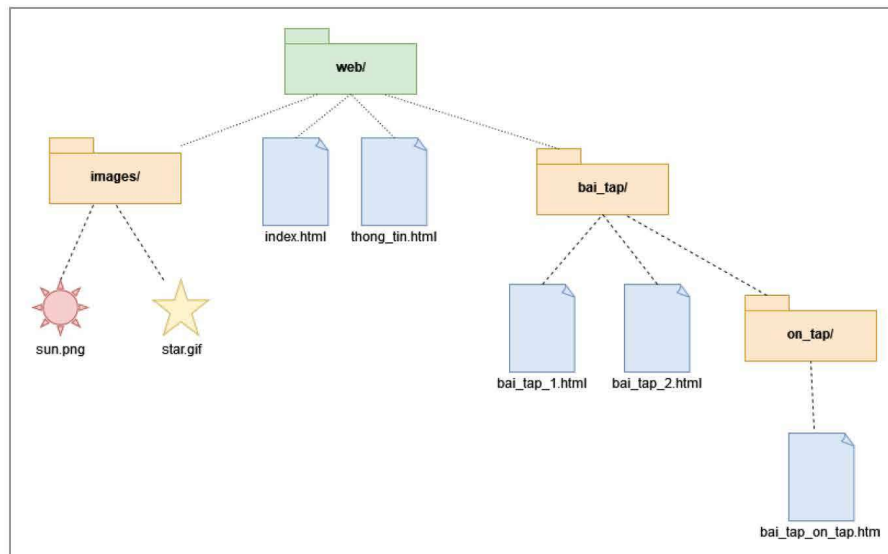 web/
images/
index.html
thong_tin.html
bai_tap/
sun.png
star.gif
bai_tap_1.html
bai_tap_2.html
on_tap/
bai_tap_on_tap.htm